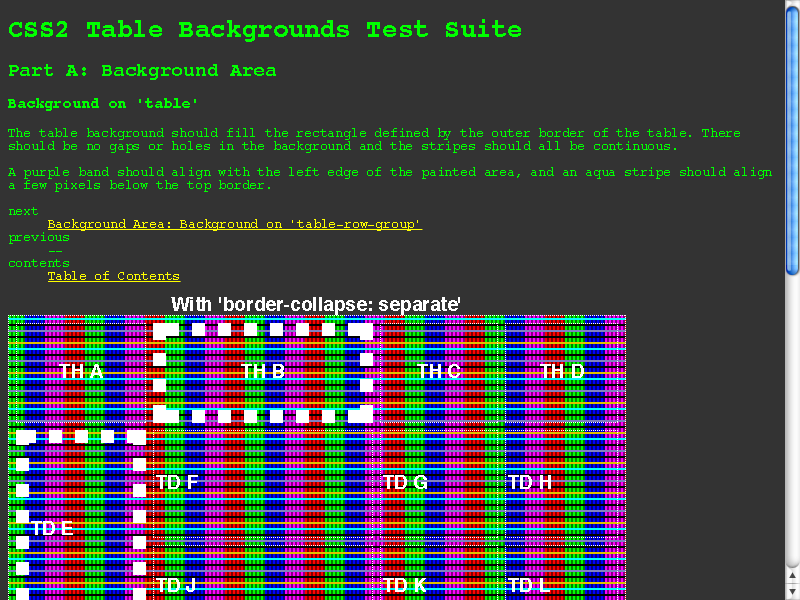 CSS2 Table Backgrounds Test Suite
Part A: Background Area
Background on 'table'
The table background should fill the rectangle defined by the outer border of the table. There
should be no gaps or holes in the background and the stripes should all be continuous.
A purple band should align with the left edge of the painted area, and an aqua stripe should align
a few pixels below the top border.
next
Background Area: Background on 'table-row-group'
previous
--
contents
Table of Contents
With 'border-collapse: separate'
TH A TH B TH C TH D
TD F TD G TD H
TD E
TD J TD K TD L